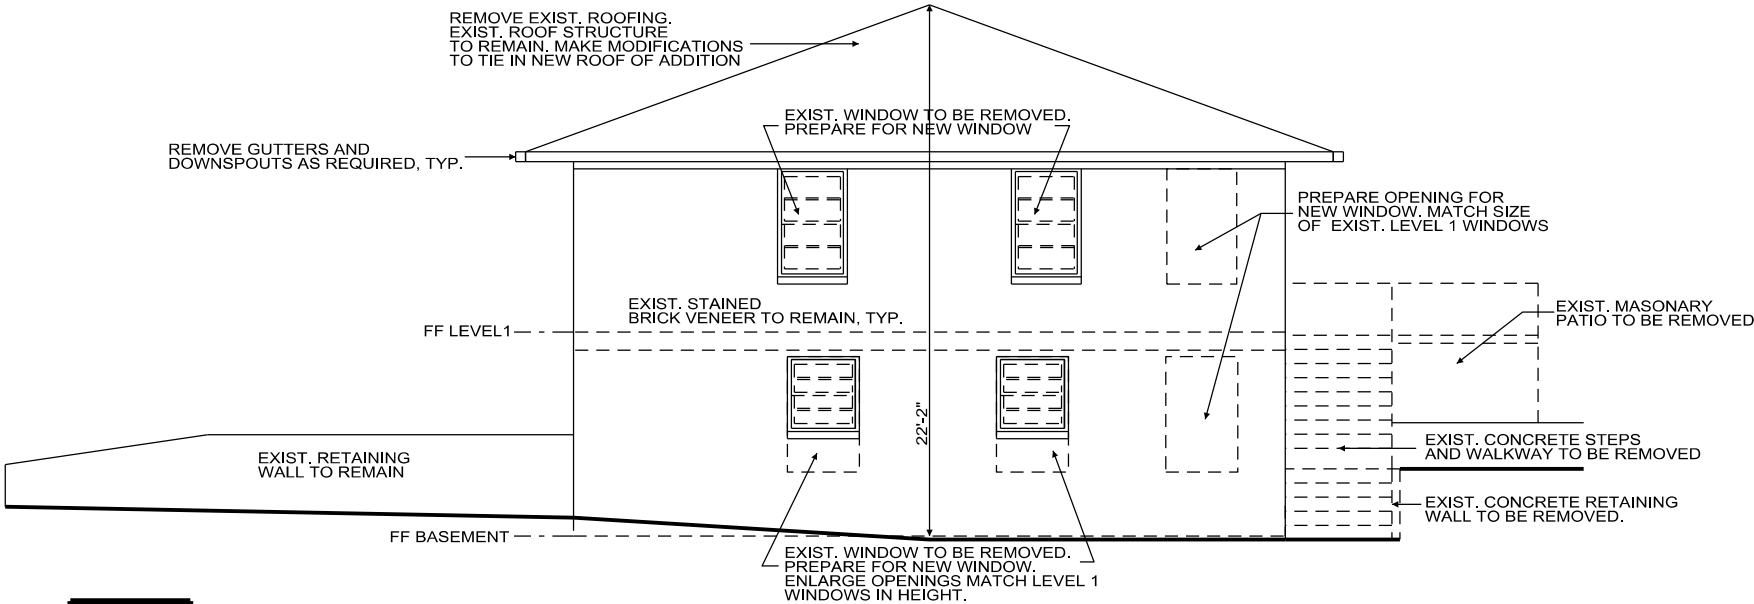 REMOVE EXIST. ROOFING.
EXIST. ROOF STRUCTURE
TO REMAIN. MAKE MODIFICATIONS
TO TIE IN NEW ROOF OF ADDITION
EXIST. WINDOW TO BE REMOVED.
PREPARE FOR NEW WINDOW
REMOVE GUTTERS AND
DOWNSPOUTS AS REQUIRED, TYP.
PREPARE OPENING FOR
NEW WINDOW. MATCH SIZE
OF EXIST. LEVEL 1 WINDOWS
EXIST. STAINED
BRICK VENEER TO REMAIN, TYP.
FF LEVEL1
EXIST. MASONARY
PATIO TO BE REMOVED
22'-2"
EXIST. RETAINING
WALL TO REMAIN
EXIST. CONCRETE STEPS
AND WALKWAY TO BE REMOVED
EXIST. CONCRETE RETAINING
WALL TO BE REMOVED.
FF BASEMENT
EXIST. WINDOW TO BE REMOVED.
PREPARE FOR NEW WINDOW.
ENLARGE OPENINGS MATCH LEVEL 1
WINDOWS IN HEIGHT.